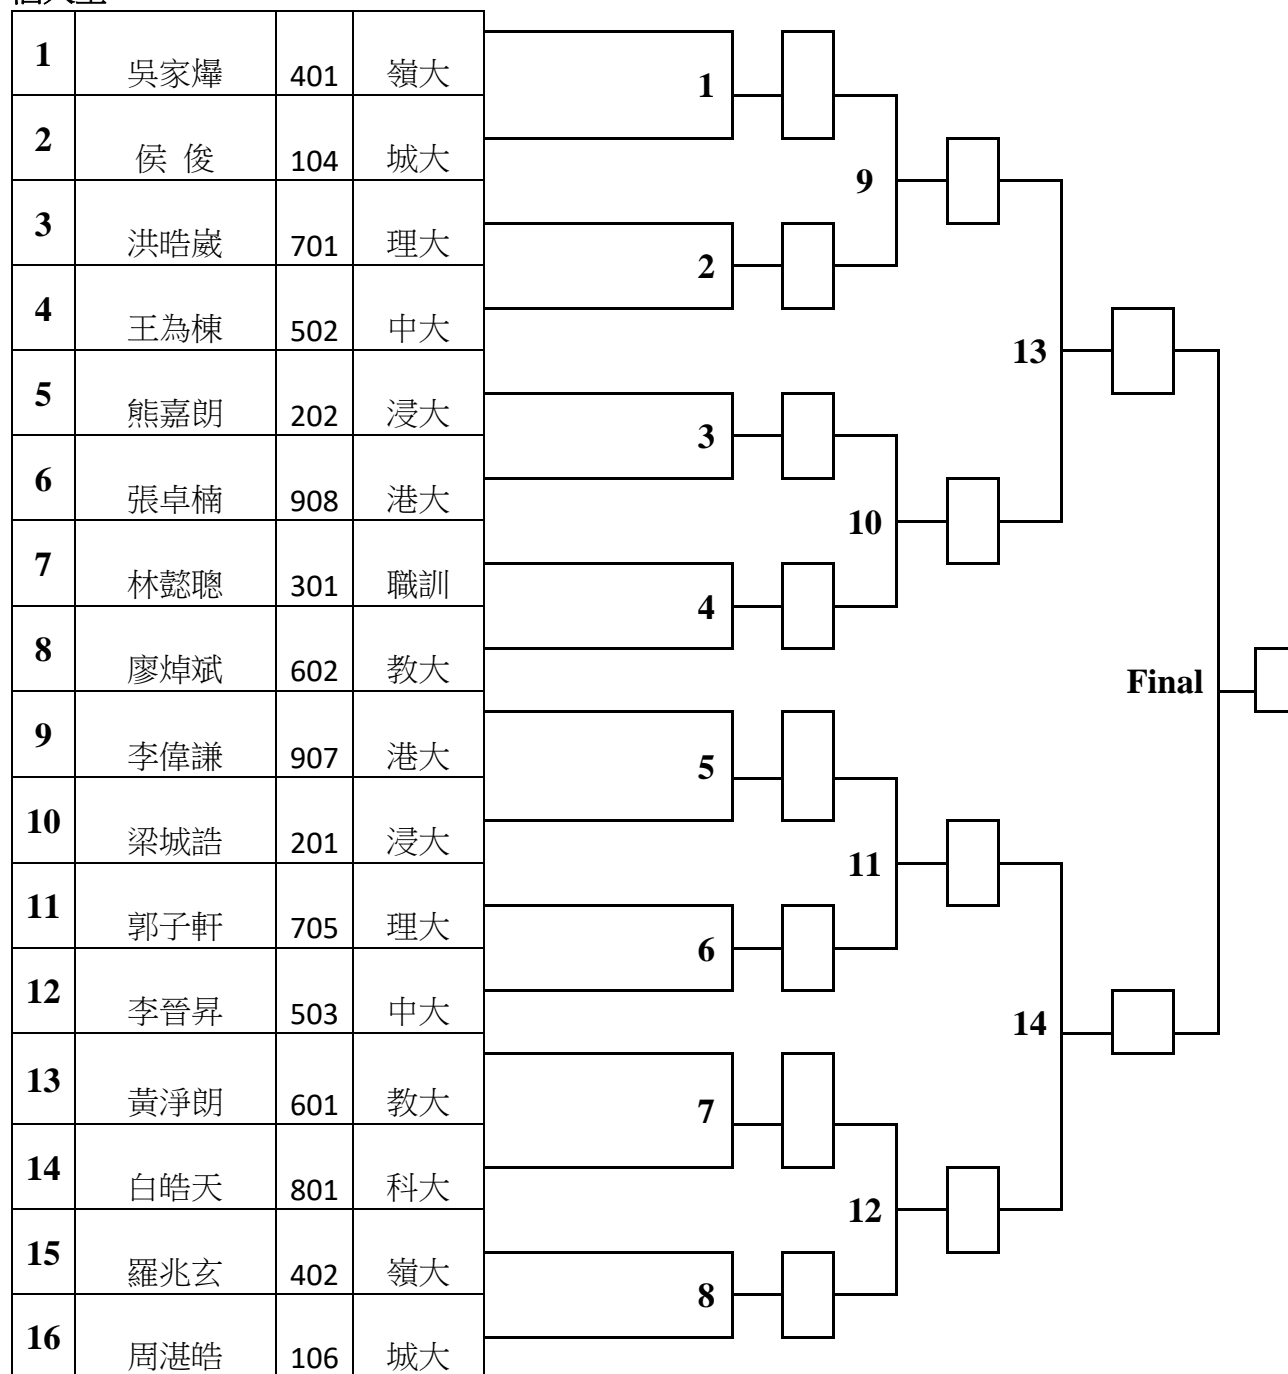 1 吳家燁 401 嶺大
2 侯 俊 104 城大
3 洪晧崴 701 理大
4 王為棟 502 中大
5 熊嘉朗 202 浸大
6 張卓楠 908 港大
7 林懿聰 301 職訓
8 廖焯斌 602 教大
9 李偉謙 907 港大
10 梁城誥 201 浸大
11 郭子軒 705 理大
12 李晉昇 503 中大
13 黃淨朗 601 教大
14 白皓天 801 科大
15 羅兆玄 402 嶺大
16 周湛皓 106 城大
1
2
3
4
5
6
7
8
9
10
11
12
13
14
Final